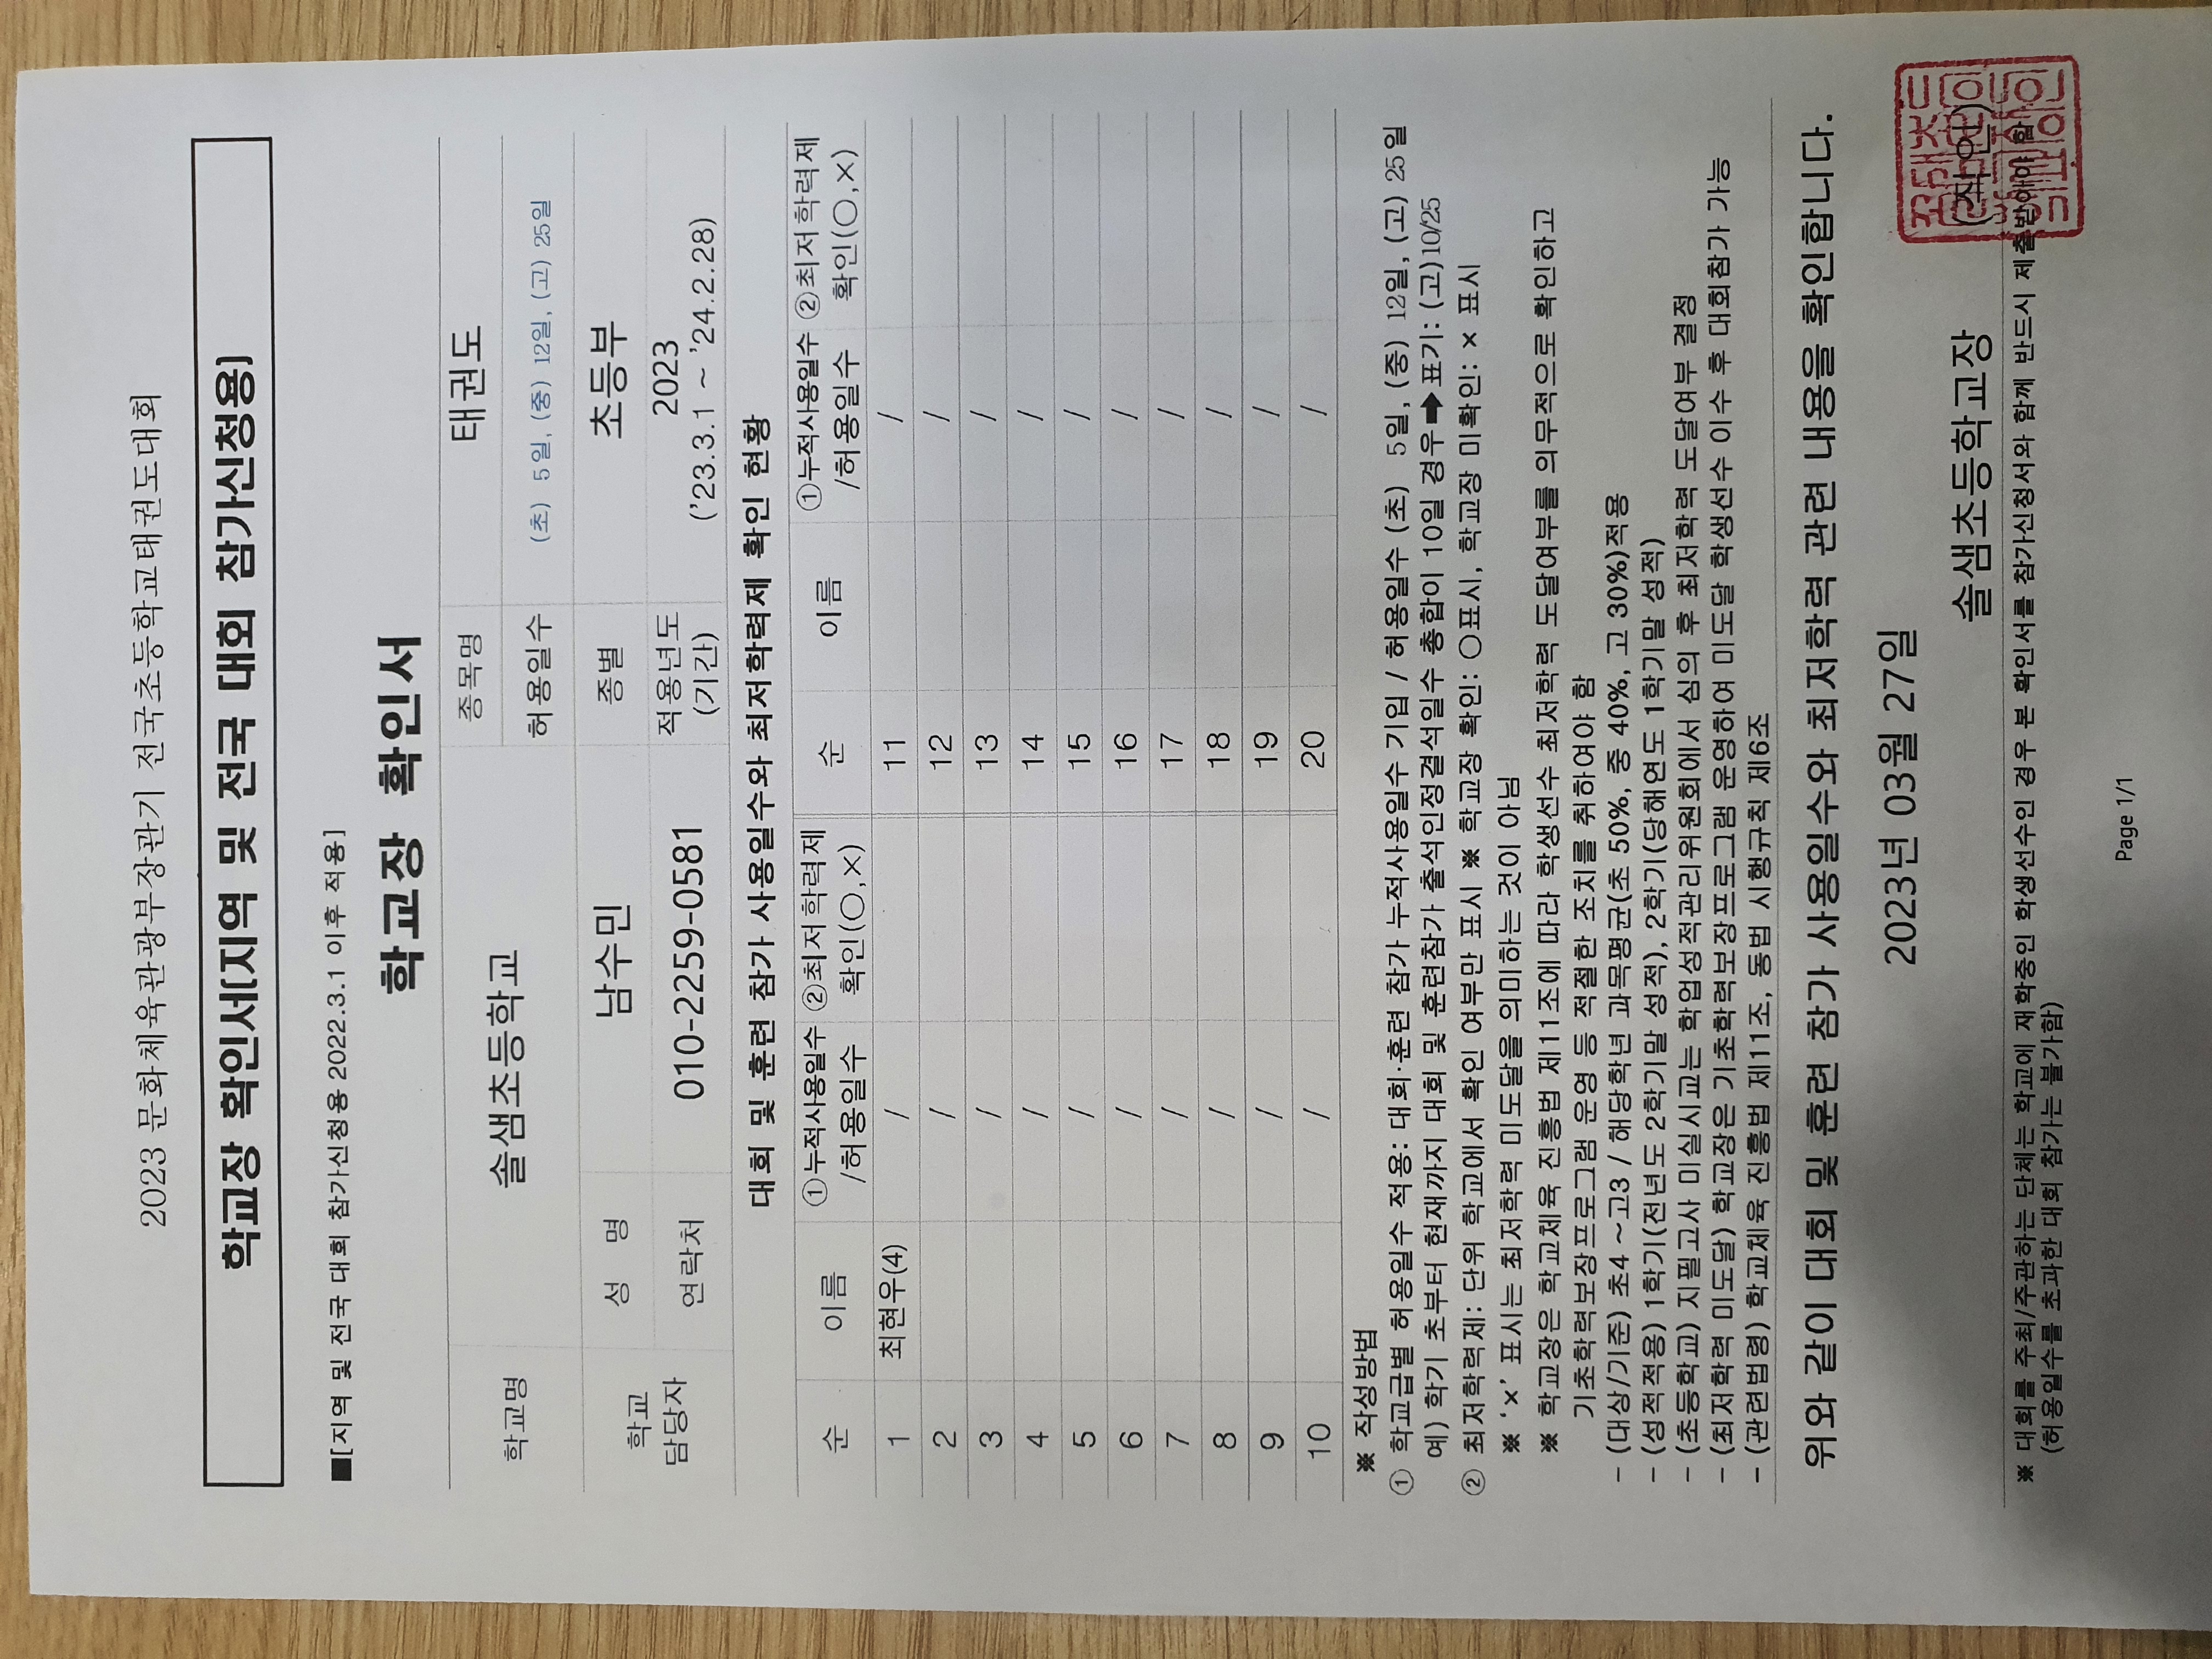 2023 문화체육관광부장관기 전국초등학교태권도대회
학교장 확인서(지역 및 전국 대회 참가신청용)
■[지역 및 전국 대회 참가신청용 2022.3.1 이후 적용]
학교장 확인서
학교명 솔샘초등학교 종목명 태권도
허용일수 (초) 5일, (중) 12일, (고) 25일
학교 담당자 성 명 남수민 종별 초등부
연락처 010-2259-0581 적용년도 (기간) 2023 ('23.3.1 ~ '24.2.28)
대회 및 훈련 참가 사용일수와 최저학력제 확인 현황
순 이름 ①누적사용일수 /허용일수 ②최저학력제 확인(○,×) 순 이름 ①누적사용일수 /허용일수 ②최저학력제 확인(○,×)
1 최현우(4) / 11 /
2 / 12 /
3 / 13 /
4 / 14 /
5 / 15 /
6 / 16 /
7 / 17 /
8 / 18 /
9 / 19 /
10 / 20 /
※ 작성방법
① 학교급별 허용일수 적용: 대회·훈련 참가 누적사용일수 기입 / 허용일수 (초) 5일, (중) 12일, (고) 25일
예) 학기 초부터 현재까지 대회 및 훈련참가 출석인정결석일수 총합이 10일 경우➡표기: (고)10/25
② 최저학력제: 단위 학교에서 확인 여부만 표시 ※ 학교장 확인: ○표시, 학교장 미확인: × 표시
※ '×' 표시는 최저학력 미도달을 의미하는 것이 아님
※ 학교장은 학교체육 진흥법 제11조에 따라 학생선수 최저학력 도달여부를 의무적으로 확인하고
기초학력보장프로그램 운영 등 적절한 조치를 취하여야 함
- (대상/기준) 초4 ~고3 / 해당학년 과목평균(초 50%, 중 40%, 고 30%)적용
- (성적적용) 1학기(전년도 2학기말 성적), 2학기(당해연도 1학기말 성적)
- (초등학교) 지필고사 미실시교는 학업성적관리위원회에서 심의 후 최저학력 도달여부 결정
- (최저학력 미도달) 학교장은 기초학력보장프로그램 운영하여 미도달 학생선수 이수 후 대회참가 가능
- (관련법령) 학교체육 진흥법 제11조, 동법 시행규칙 제6조
위와 같이 대회 및 훈련 참가 사용일수와 최저학력 관련 내용을 확인합니다.
2023년 03월 27일
솔샘초등학교장 (직인)
※ 대회를 주최/주관하는 단체는 학교에 재학중인 학생선수인 경우 본 확인서를 참가신청서와 함께 반드시 제출받아야 함
(허용일수를 초과한 대회 참가는 불가함)
Page 1/1